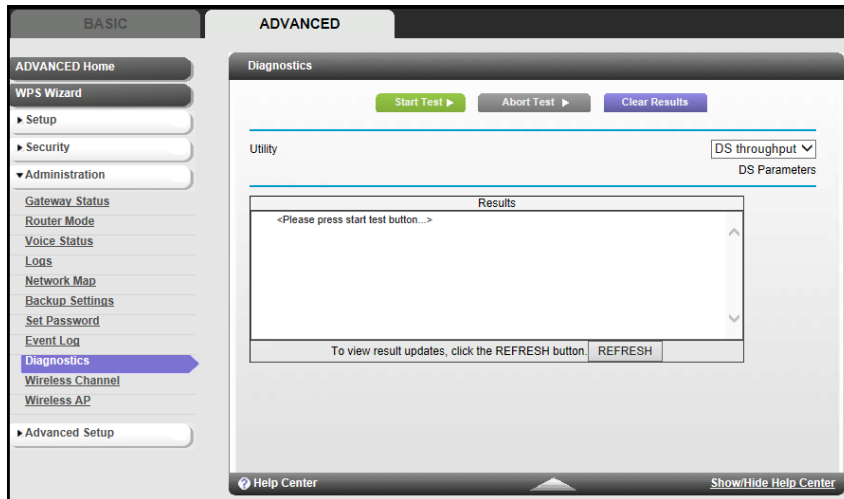 BASIC
ADVANCED
ADVANCED Home
WPS Wizard
Setup
Security
Administration
Gateway Status
Router Mode
Voice Status
Logs
Network Map
Backup Settings
Set Password
Event Log
Diagnostics
Wireless Channel
Wireless AP
Advanced Setup
Diagnostics
Start Test
Abort Test
Clear Results
Utility
DS throughput
DS Parameters
Results
<Please press start test button...>
To view result updates, click the REFRESH button. REFRESH
Help Center
Show/Hide Help Center